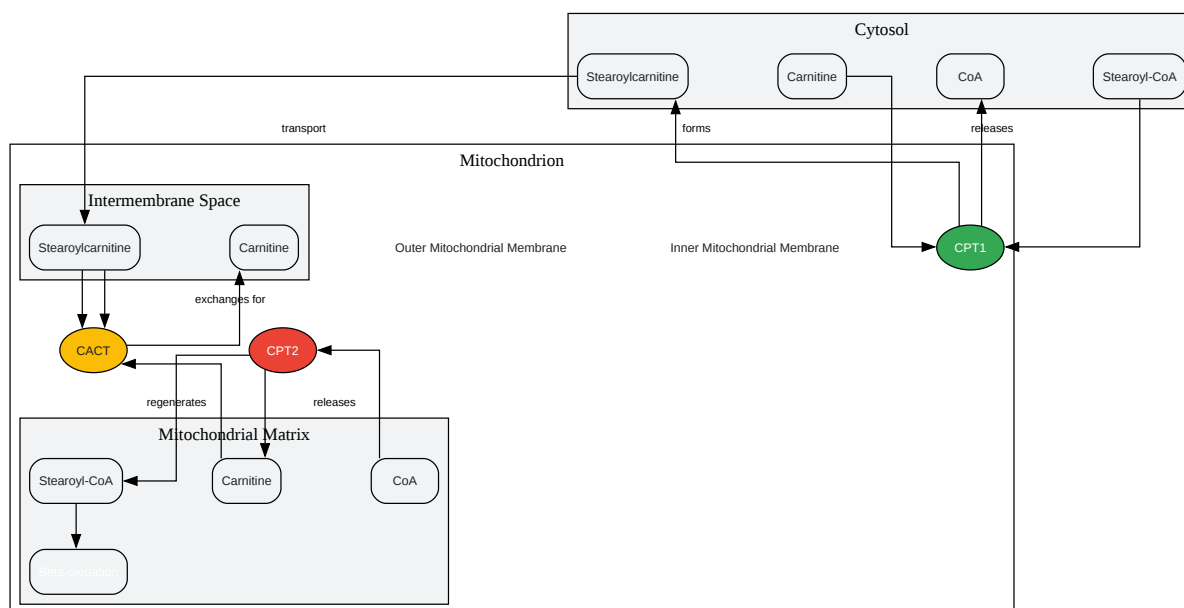 Cytosol
Stearoylcarnitine
Carnitine
CoA
Stearoyl-CoA
transport
forms
releases
Mitochondrion
Intermembrane Space
Stearoylcarnitine
Carnitine
Outer Mitochondrial Membrane
Inner Mitochondrial Membrane
CPT1
exchanges for
CACT
CPT2
regenerates
releases
Mitochondrial Matrix
Stearoyl-CoA
Carnitine
CoA
Beta-oxidation